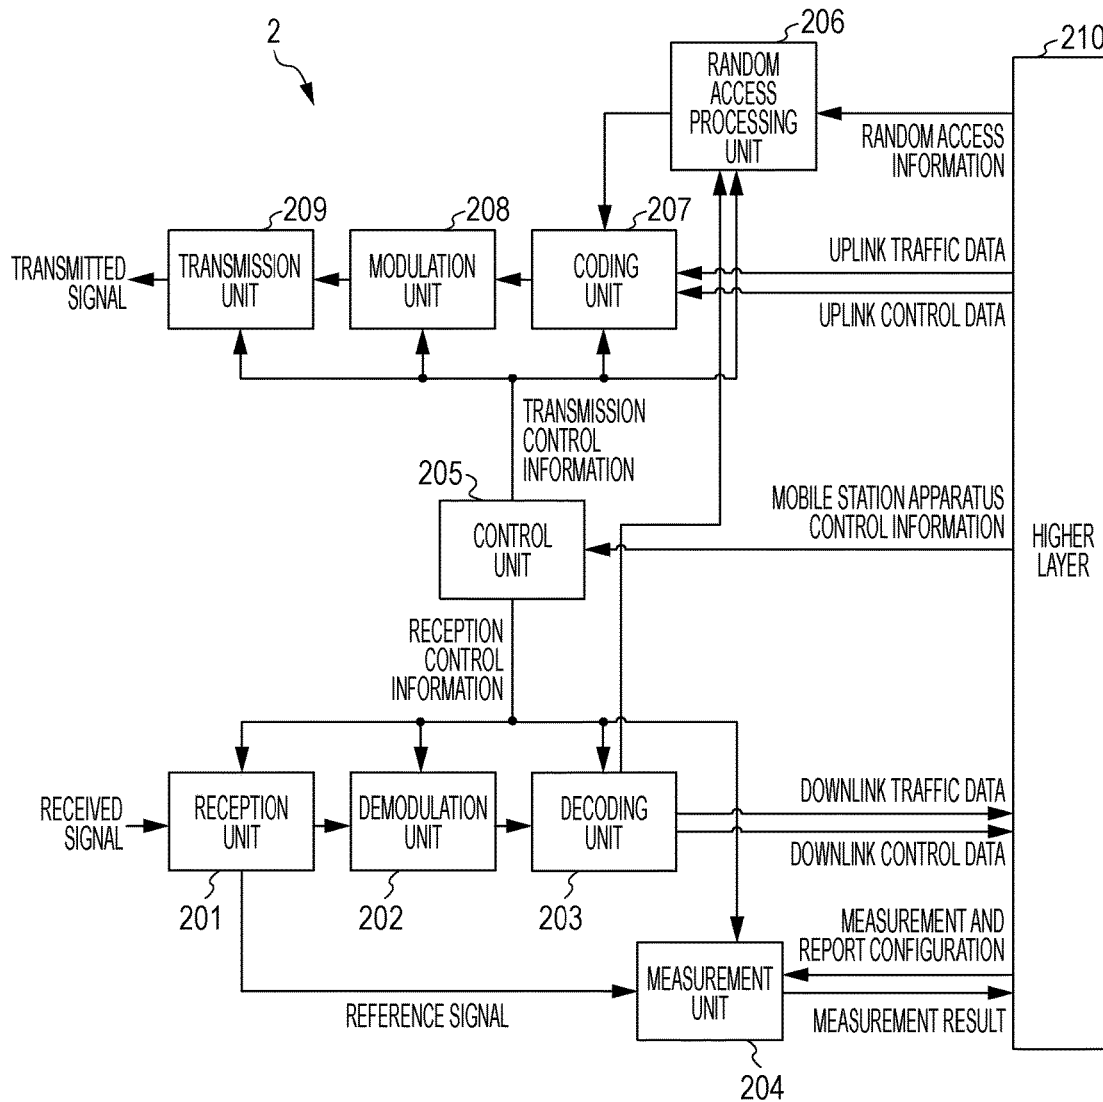 2
206
210
RANDOM
ACCESS
PROCESSING
UNIT
RANDOM ACCESS
INFORMATION
209
208
207
TRANSMITTED
SIGNAL
TRANSMISSION
UNIT
MODULATION
UNIT
CODING
UNIT
UPLINK TRAFFIC DATA
UPLINK CONTROL DATA
TRANSMISSION
CONTROL
INFORMATION
205
CONTROL
UNIT
MOBILE STATION APPARATUS
CONTROL INFORMATION
HIGHER
LAYER
RECEPTION
CONTROL
INFORMATION
RECEIVED
SIGNAL
RECEPTION
UNIT
DEMODULATION
UNIT
DECODING
UNIT
DOWNLINK TRAFFIC DATA
DOWNLINK CONTROL DATA
201
202
203
MEASUREMENT AND
REPORT CONFIGURATION
MEASUREMENT
UNIT
REFERENCE SIGNAL
MEASUREMENT RESULT
204